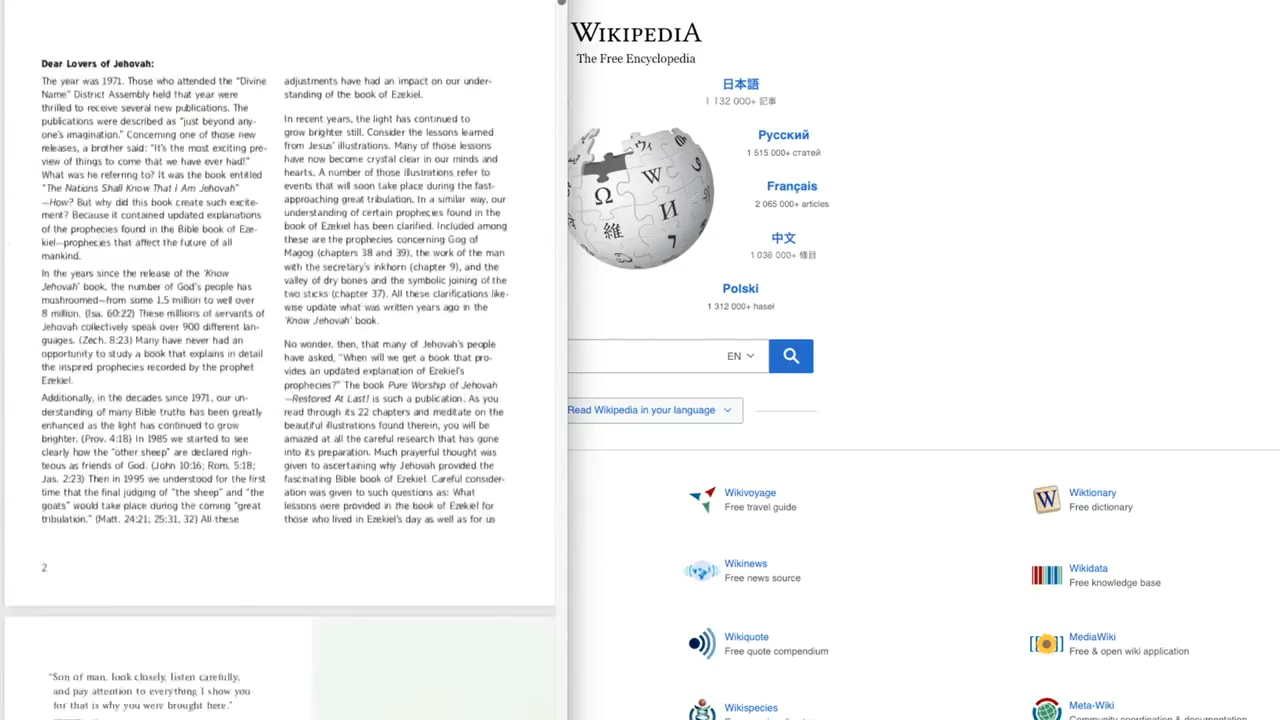 Dear Lovers of Jehovah:
The year was 1971. Those who attended the “Divine
Name” District Assembly held that year were
thrilled to receive several new publications. The
publications were described as “just beyond any-
one’s imagination.” Concerning one of those new
releases, a brother said: “It’s the most exciting pre-
view of things to come that we have ever had!”
What was he referring to? It was the book entitled
“The Nations Shall Know That I Am Jehovah”
—How? But why did this book create such excite-
ment? Because it contained updated explanations
of the prophecies found in the Bible book of Eze-
kiel—prophecies that affect the future of all
mankind.
In the years since the release of the ‘Know
Jehovah’ book, the number of God’s people has
mushroomed—from some 1.5 million to well over
8 million. (Isa. 60:22) These millions of servants of
Jehovah collectively speak over 900 different lan-
guages. (Zech. 8:23) Many have never had an
opportunity to study a book that explains in detail
the inspired prophecies recorded by the prophet
Ezekiel.
Additionally, in the decades since 1971, our un-
derstanding of many Bible truths has been greatly
enhanced as the light has continued to grow
brighter. (Prov. 4:18) In 1985 we started to see
clearly how the “other sheep” are declared righ-
teous as friends of God. (John 10:16; Rom. 5:18;
Jas. 2:23) Then in 1995 we understood for the first
time that the final judging of “the sheep” and “the
goats” would take place during the coming “great
tribulation.” (Matt. 24:21; 25:31, 32) All these
adjustments have had an impact on our under-
standing of the book of Ezekiel.
In recent years, the light has continued to
grow brighter still. Consider the lessons learned
from Jesus’ illustrations. Many of those lessons
have now become crystal clear in our minds and
hearts. A number of those illustrations refer to
events that will soon take place during the fast-
approaching great tribulation. In a similar way, our
understanding of certain prophecies found in the
book of Ezekiel has been clarified. Included among
these are the prophecies concerning Gog of
Magog (chapters 38 and 39), the work of the man
with the secretary’s inkhorn (chapter 9), and the
valley of dry bones and the symbolic joining of the
two sticks (chapter 37). All these clarifications like-
wise update what was written years ago in the
‘Know Jehovah’ book.
No wonder, then, that many of Jehovah’s people
have asked, “When will we get a book that pro-
vides an updated explanation of Ezekiel’s
prophecies?” The book Pure Worship of Jehovah
—Restored At Last! is such a publication. As you
read through its 22 chapters and meditate on the
beautiful illustrations found therein, you will be
amazed at all the careful research that has gone
into its preparation. Much prayerful thought was
given to ascertaining why Jehovah provided the
fascinating Bible book of Ezekiel. Careful consider-
ation was given to such questions as: What
lessons were provided in the book of Ezekiel for
those who lived in Ezekiel’s day as well as for us
2
“Son of man, look closely, listen carefully,
and pay attention to everything I show you
for that is why you were brought here.”
WIKIPEDIA
The Free Encyclopedia
日本語
1 132 000+ 記事
Русский
1 515 000+ статей
Français
2 065 000+ articles
中文
1 036 000+ 條目
Polski
1 312 000+ haseł
Ω
W
И
維
ウィ
EN
Read Wikipedia in your language
Wikivoyage
Free travel guide
W
Wiktionary
Free dictionary
Wikinews
Free news source
Wikidata
Free knowledge base
Wikiquote
Free quote compendium
MediaWiki
Free & open wiki application
Wikispecies
Meta-Wiki
Community coordination & documentation